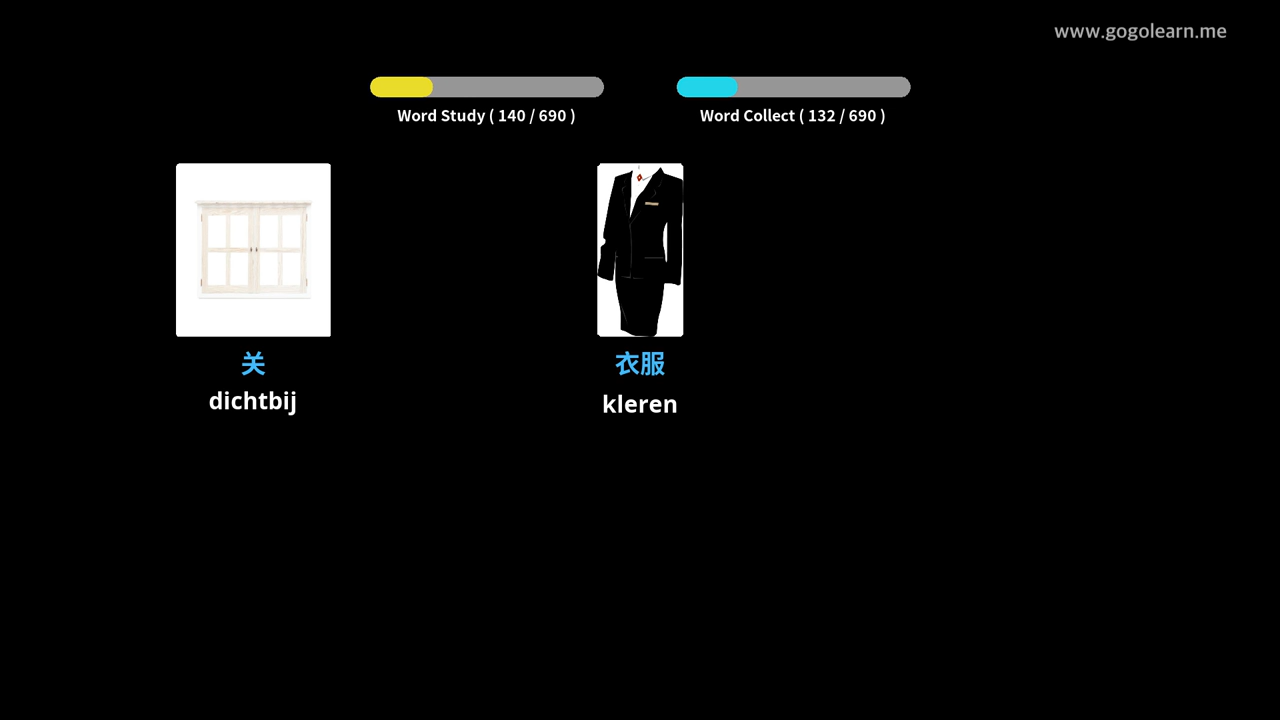 www.gogolearn.me
Word Study ( 140 / 690 )
Word Collect ( 132 / 690 )
关
衣服
dichtbij
kleren